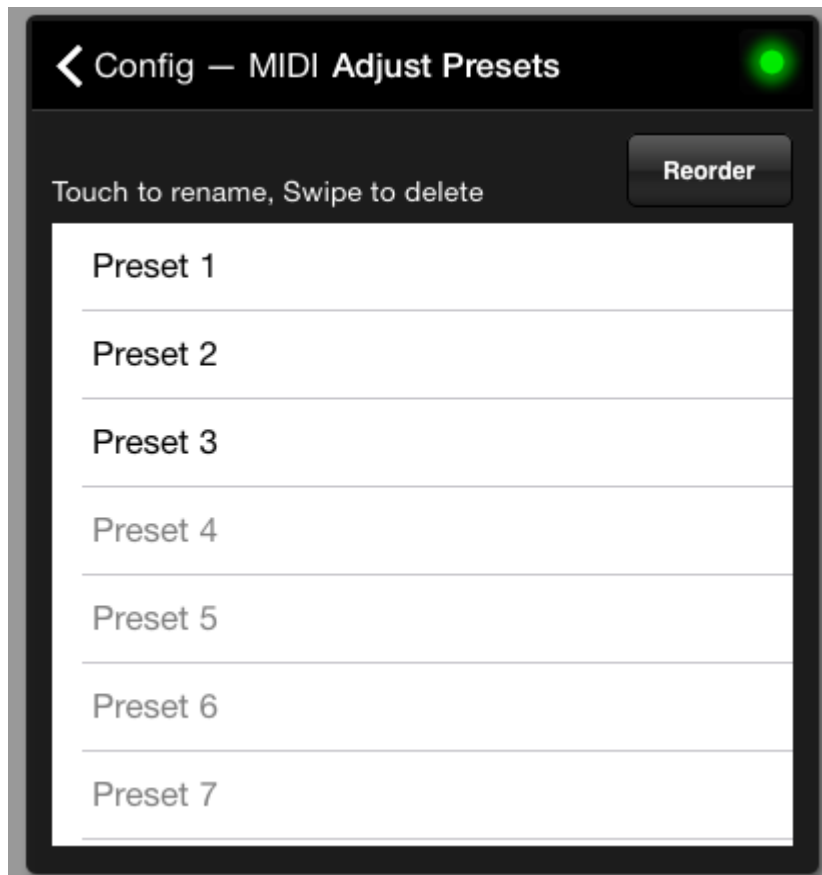 Config — MIDI Adjust Presets
Reorder
Touch to rename, Swipe to delete
Preset 1
Preset 2
Preset 3
Preset 4
Preset 5
Preset 6
Preset 7